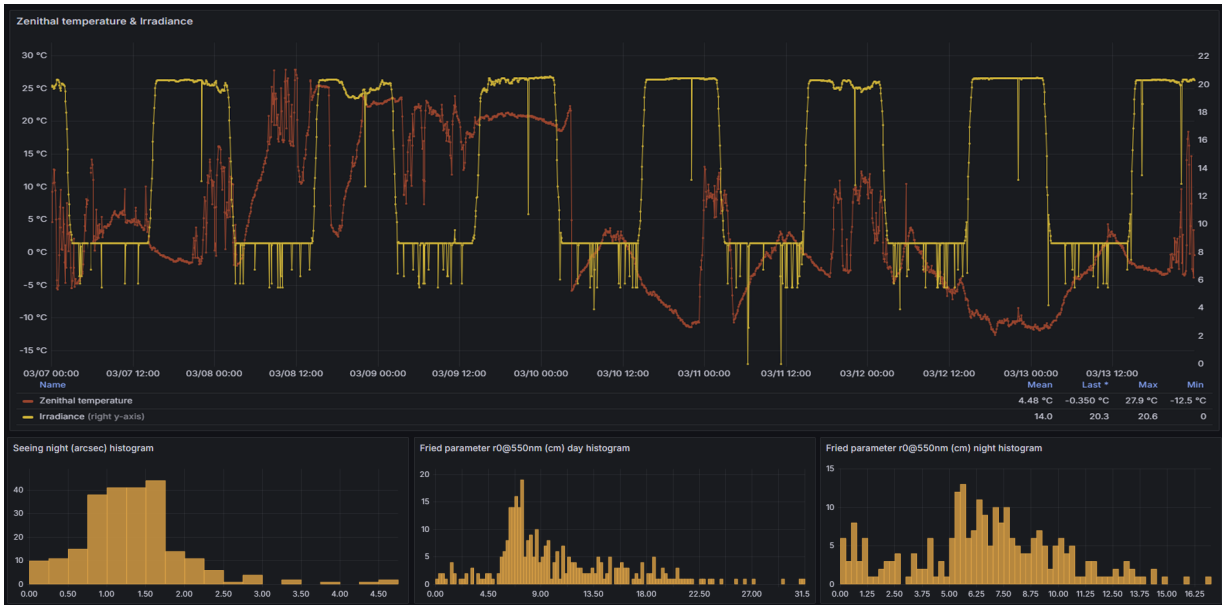 Zenithal temperature & Irradiance
30 °C
25 °C
20 °C
15 °C
10 °C
5 °C
0 °C
-5 °C
-10 °C
-15 °C
22
20
18
16
14
12
10
8
6
4
2
0
03/07 00:00 03/07 12:00 03/08 00:00 03/08 12:00 03/09 00:00 03/09 12:00 03/10 00:00 03/10 12:00 03/11 00:00 03/11 12:00 03/12 00:00 03/12 12:00 03/13 00:00 03/13 12:00
Name Mean Last * Max Min
Zenithal temperature 4.48 °C -0.350 °C 27.9 °C -12.5 °C
Irradiance (right y-axis) 14.0 20.3 20.6 0
Seeing night (arcsec) histogram
40
30
20
10
0
0.00 0.50 1.00 1.50 2.00 2.50 3.00 3.50 4.00 4.50
Fried parameter r0@550nm (cm) day histogram
20
15
10
5
0
0.00 4.50 9.00 13.50 18.00 22.50 27.00 31.5
Fried parameter r0@550nm (cm) night histogram
15
10
5
0
0.00 1.25 2.50 3.75 5.00 6.25 7.50 8.75 10.00 11.25 12.50 13.75 15.00 16.25